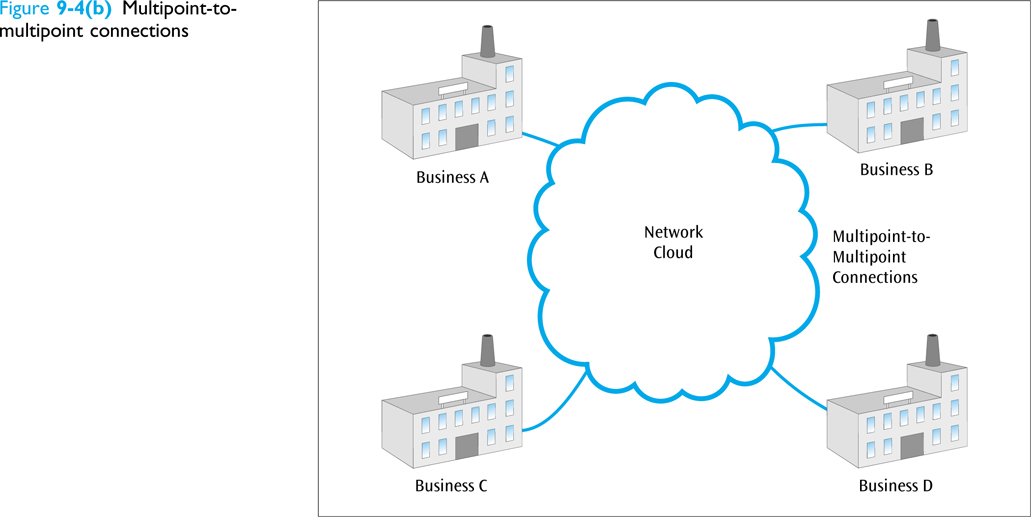 Figure 9-4(b) Multipoint-to-
multipoint connections
Business A
Business B
Network
Cloud
Multipoint-to-
Multipoint
Connections
Business C
Business D